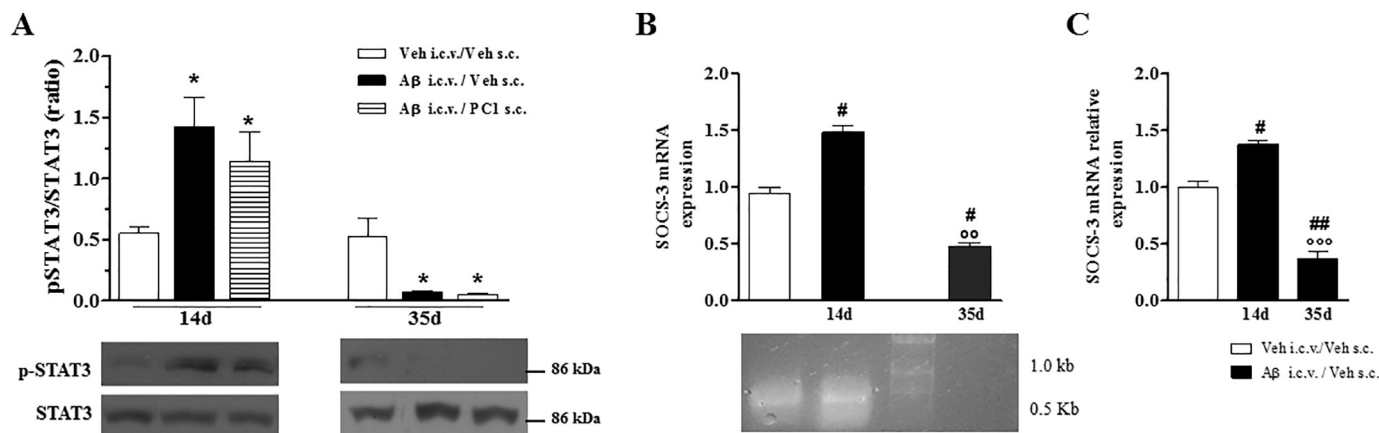 A
pSTAT3/STAT3 (ratio)
2.0
1.5
1.0
0.5
0.0
*
*
*
*
Veh i.c.v./Veh s.c.
Aβ i.c.v. / Veh s.c.
Aβ i.c.v. / PC1 s.c.
14d
35d
p-STAT3
86 kDa
STAT3
86 kDa
B
SOCS-3 mRNA
expression
2.0
1.5
1.0
0.5
0.0
#
#
°°
14d
35d
1.0 kb
0.5 Kb
C
SOCS-3 mRNA relative
expression
2.0
1.5
1.0
0.5
0.0
#
##
°°°
14d
35d
Veh i.c.v./Veh s.c.
Aβ i.c.v. / Veh s.c.